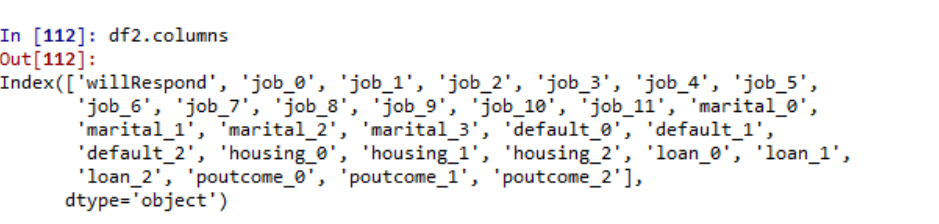 In [112]: df2.columns
Out[112]:
Index(['willRespond', 'job_0', 'job_1', 'job_2', 'job_3', 'job_4', 'job_5',
'job_6', 'job_7', 'job_8', 'job_9', 'job_10', 'job_11', 'marital_0',
'marital_1', 'marital_2', 'marital_3', 'default_0', 'default_1',
'default_2', 'housing_0', 'housing_1', 'housing_2', 'loan_0', 'loan_1',
'loan_2', 'poutcome_0', 'poutcome_1', 'poutcome_2'],
dtype='object')